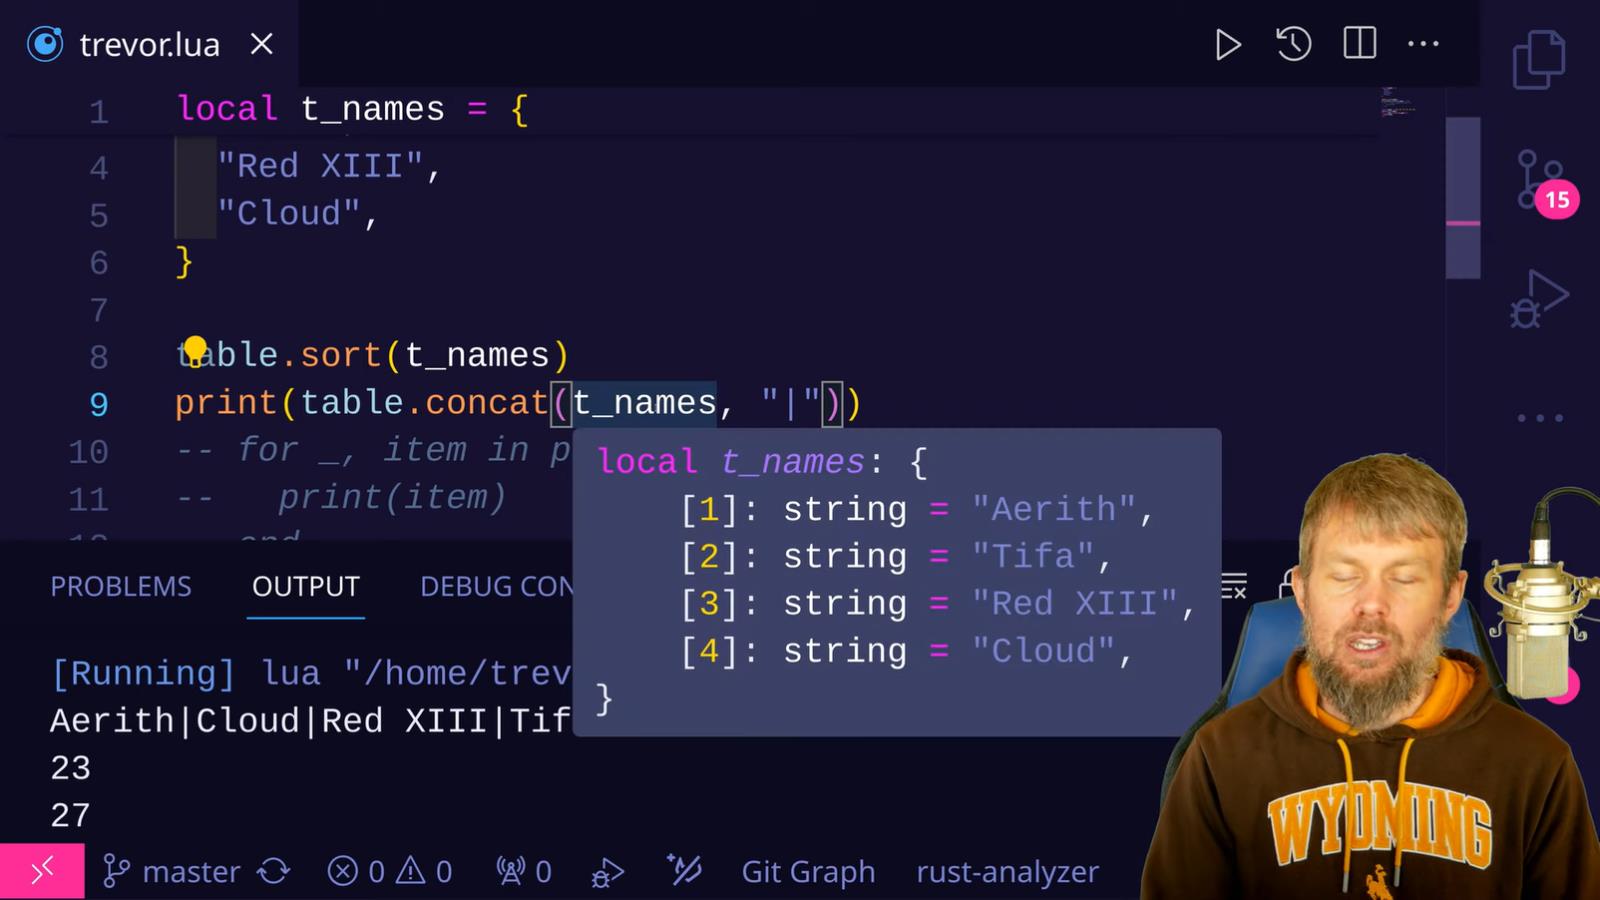 trevor.lua
1 local t_names = {
4 "Red XIII",
5 "Cloud",
6 }
7
8 table.sort(t_names)
9 print(table.concat(t_names, "|"))
10 -- for _, item in p
11 -- print(item)
local t_names: {
[1]: string = "Aerith",
[2]: string = "Tifa",
[3]: string = "Red XIII",
[4]: string = "Cloud",
}
15
PROBLEMS OUTPUT DEBUG CON
[Running] lua "/home/trev
Aerith|Cloud|Red XIII|Tif
23
27
WYOMING
master 0 0 0 Git Graph rust-analyzer